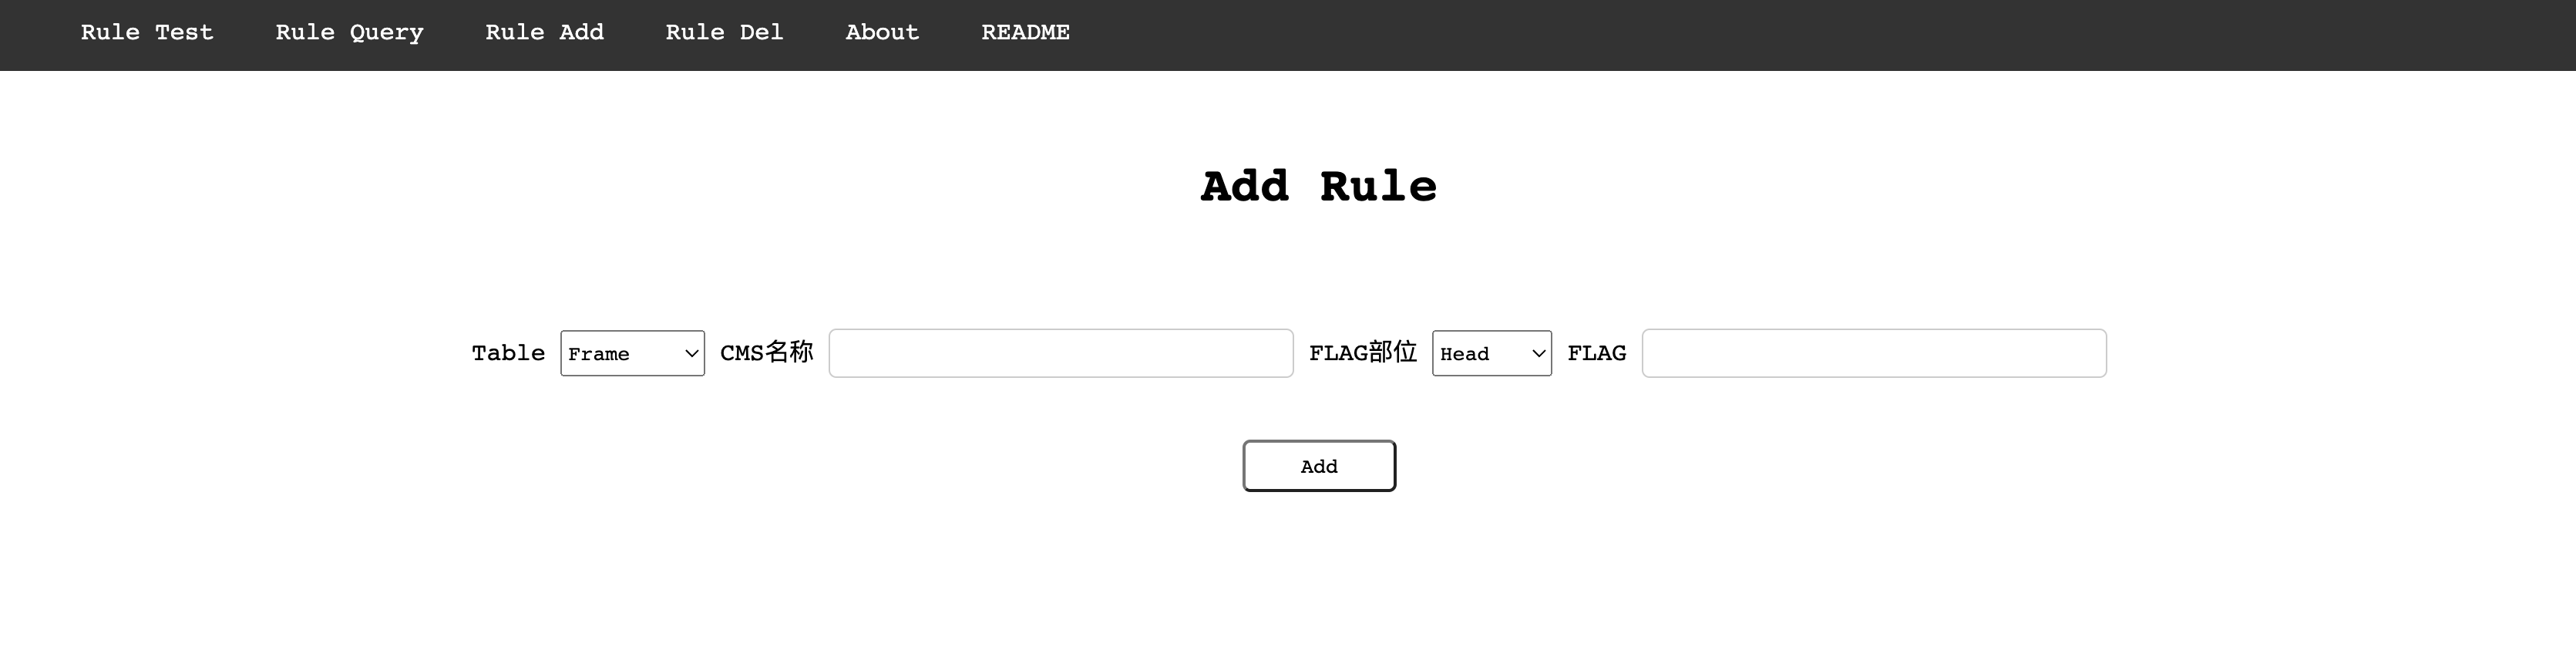 Rule Test Rule Query Rule Add Rule Del About README
Add Rule
Table Frame CMS名称 FLAG部位 Head FLAG
Add